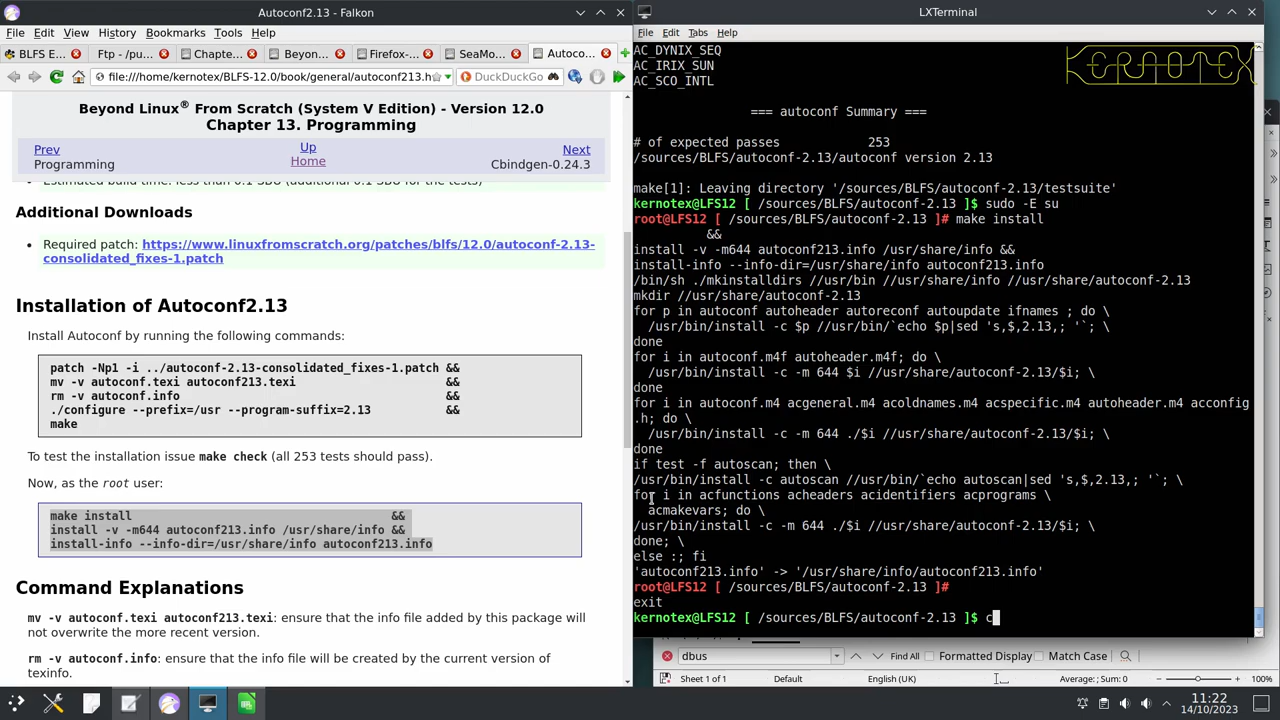 Autoconf2.13 - Falkon
File Edit View History Bookmarks Tools Help
BLFS E... Ftp - /pu... Chapte... Beyon... Firefox-... SeaMo... Autoco...
file:///home/kernotex/BLFS-12.0/book/general/autoconf213.h DuckDuckGo
Beyond Linux® From Scratch (System V Edition) - Version 12.0
Chapter 13. Programming
Prev Up Next
Programming Home Cbindgen-0.24.3
Estimated build time: less than 0.1 SBU (additional 0.1 SBU for the tests)
Additional Downloads
Required patch: https://www.linuxfromscratch.org/patches/blfs/12.0/autoconf-2.13-
consolidated_fixes-1.patch
Installation of Autoconf2.13
Install Autoconf by running the following commands:
patch -Np1 -i ../autoconf-2.13-consolidated_fixes-1.patch &&
mv -v autoconf.texi autoconf213.texi &&
rm -v autoconf.info &&
./configure --prefix=/usr --program-suffix=2.13 &&
make
To test the installation issue make check (all 253 tests should pass).
Now, as the root user:
make install &&
install -v -m644 autoconf213.info /usr/share/info &&
install-info --info-dir=/usr/share/info autoconf213.info
Command Explanations
mv -v autoconf.texi autoconf213.texi: ensure that the info file added by this package will
not overwrite the more recent version.
rm -v autoconf.info: ensure that the info file will be created by the current version of
texinfo.
LXTerminal
File Edit Tabs Help
KERNOTEX
AC_DYNIX_SEQ
AC_IRIX_SUN
AC_SCO_INTL
=== autoconf Summary ===
# of expected passes 253
/sources/BLFS/autoconf-2.13/autoconf version 2.13
make[1]: Leaving directory '/sources/BLFS/autoconf-2.13/testsuite'
kernotex@LFS12 [ /sources/BLFS/autoconf-2.13 ]$ sudo -E su
root@LFS12 [ /sources/BLFS/autoconf-2.13 ]# make install
&&
install -v -m644 autoconf213.info /usr/share/info &&
install-info --info-dir=/usr/share/info autoconf213.info
/bin/sh ./mkinstalldirs //usr/bin //usr/share/info //usr/share/autoconf-2.13
mkdir //usr/share/autoconf-2.13
for p in autoconf autoheader autoreconf autoupdate ifnames ; do \
/usr/bin/install -c $p //usr/bin/`echo $p|sed 's,$,2.13,; '`; \
done
for i in autoconf.m4f autoheader.m4f; do \
/usr/bin/install -c -m 644 $i //usr/share/autoconf-2.13/$i; \
done
for i in autoconf.m4 acgeneral.m4 acoldnames.m4 acspecific.m4 autoheader.m4 acconfig
.h; do \
/usr/bin/install -c -m 644 ./$i //usr/share/autoconf-2.13/$i; \
done
if test -f autoscan; then \
/usr/bin/install -c autoscan //usr/bin/`echo autoscan|sed 's,$,2.13,; '`; \
for i in acfunctions acheaders acidentifiers acprograms \
acmakevars; do \
/usr/bin/install -c -m 644 ./$i //usr/share/autoconf-2.13/$i; \
done; \
else :; fi
'autoconf213.info' -> '/usr/share/info/autoconf213.info'
root@LFS12 [ /sources/BLFS/autoconf-2.13 ]#
exit
kernotex@LFS12 [ /sources/BLFS/autoconf-2.13 ]$ c
dbus Find All Formatted Display Match Case
Sheet 1 of 1 Default English (UK) Average: ; Sum: 0 100%
11:22
14/10/2023